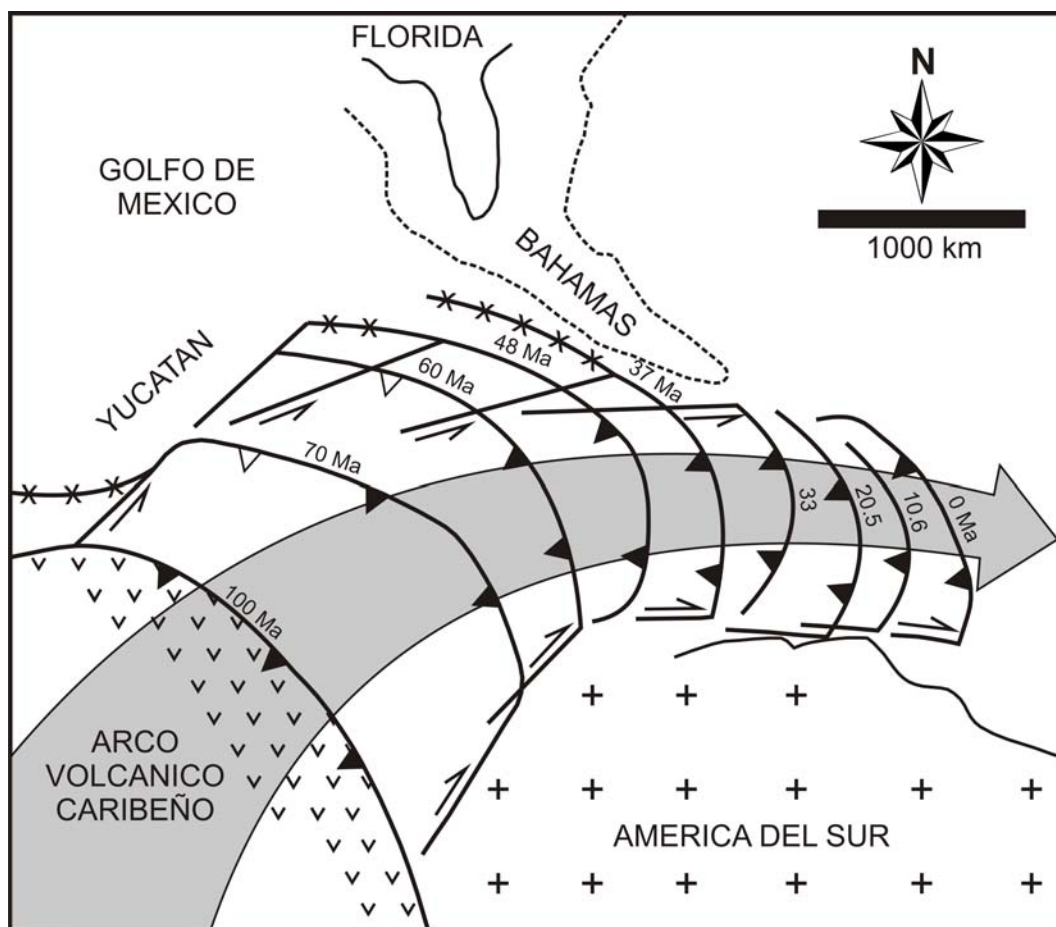 FLORIDA
N
GOLFO DE
MEXICO
1000 km
BAHAMAS
YUCATAN
48 Ma
37 Ma
60 Ma
70 Ma
33
20.5
10.6
0 Ma
100 Ma
ARCO
VOLCANICO
CARIBEÑO
AMERICA DEL SUR